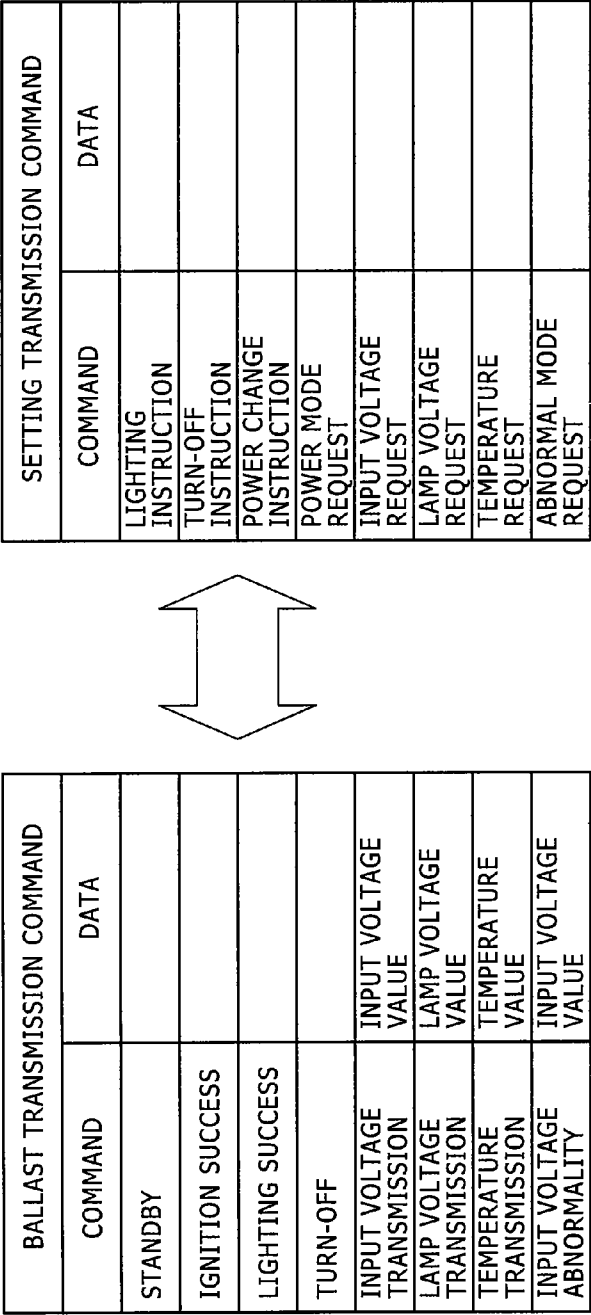 BALLAST TRANSMISSION COMMAND
COMMAND
DATA
STANDBY
IGNITION SUCCESS
LIGHTING SUCCESS
TURN-OFF
INPUT VOLTAGE
TRANSMISSION
INPUT VOLTAGE
VALUE
LAMP VOLTAGE
TRANSMISSION
LAMP VOLTAGE
VALUE
TEMPERATURE
TRANSMISSION
TEMPERATURE
VALUE
INPUT VOLTAGE
ABNORMALITY
INPUT VOLTAGE
VALUE
SETTING TRANSMISSION COMMAND
COMMAND
DATA
LIGHTING
INSTRUCTION
TURN-OFF
INSTRUCTION
POWER CHANGE
INSTRUCTION
POWER MODE
REQUEST
INPUT VOLTAGE
REQUEST
LAMP VOLTAGE
REQUEST
TEMPERATURE
REQUEST
ABNORMAL MODE
REQUEST